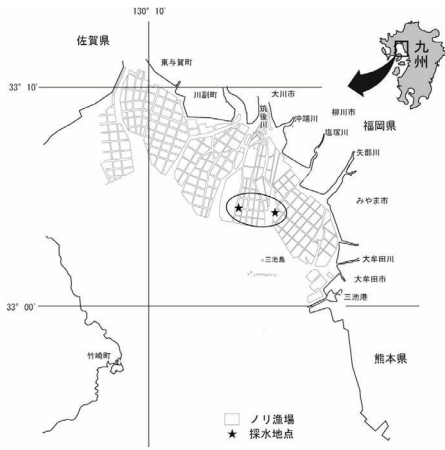 130° 10′
佐賀県
東与賀町
33° 10′
川副町
筑後川
大川市
沖端川
柳川市
塩塚川
福岡県
矢部川
みやま市
九州
三池島
大牟田川
大牟田市
三池港
33° 00′
竹崎町
熊本県
ノリ漁場
採水地点